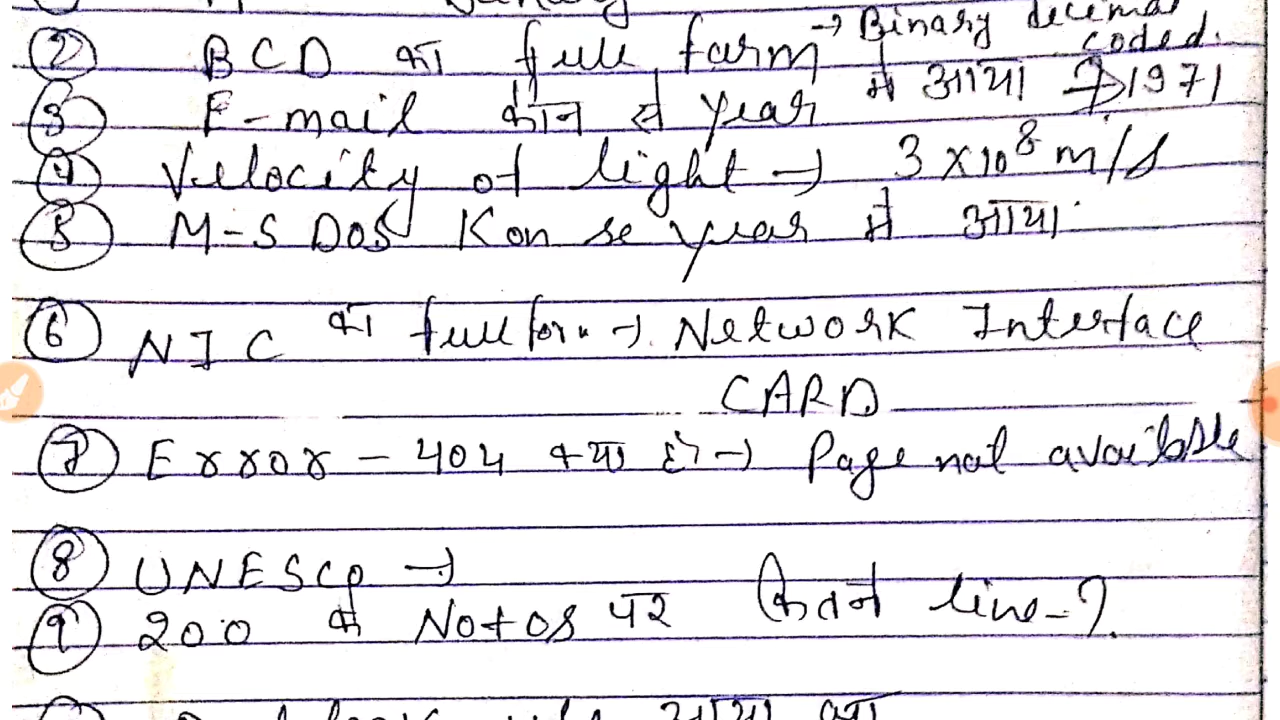 ② BCD का full farm → Binary decimal coded.
③ E-mail कोन से year मे आया → 1971
④ Velocity of light → 3 x 10⁸ m/s
⑤ M-S DOS Kon se year मे आया
⑥ NIC का full form → Network Interface
CARD
⑦ Error - 404 क्या है → Page not available
⑧ UNESCO →
⑨ 200 के Notos पर कितने line - ?